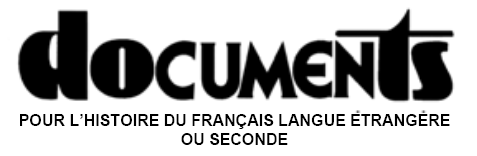 documents
POUR L'HISTOIRE DU FRANÇAIS LANGUE ÉTRANGÈRE
OU SECONDE